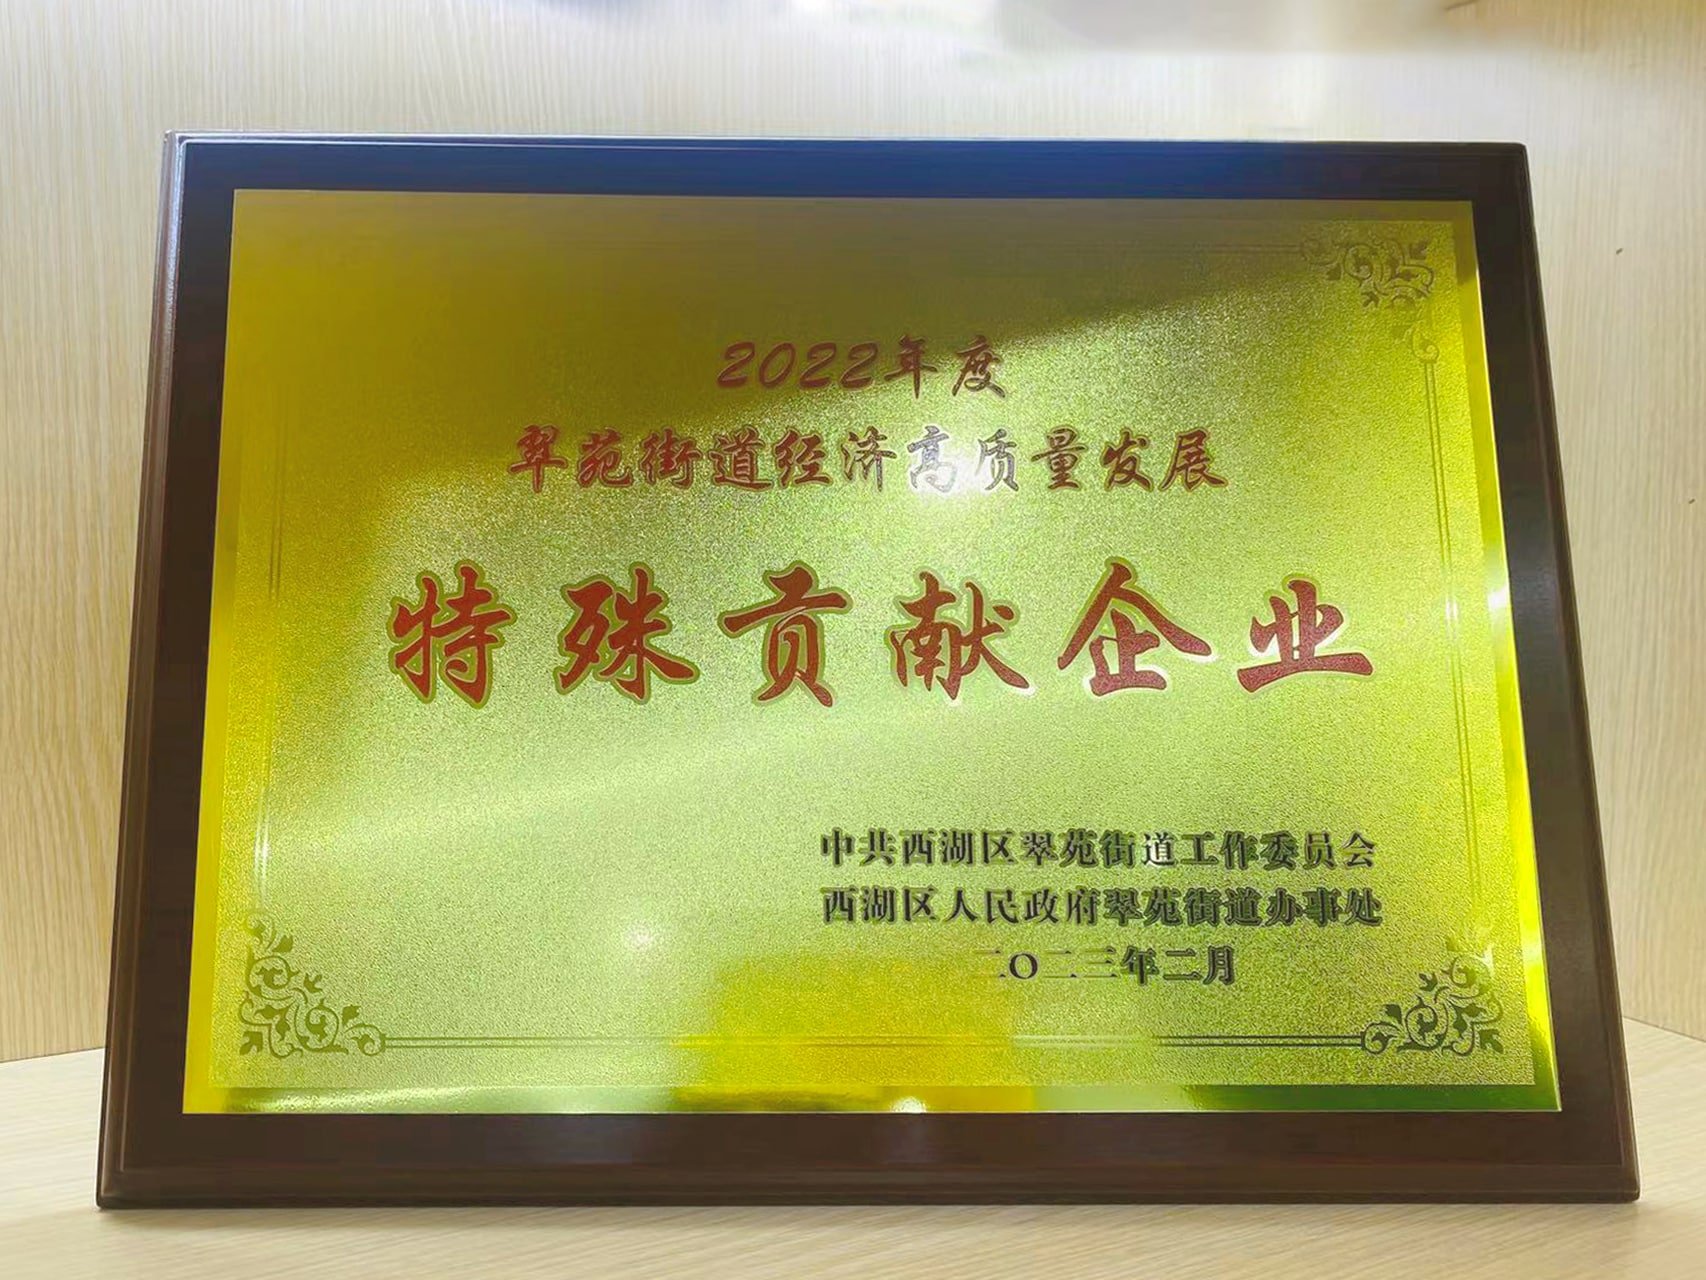 2022年度
翠苑街道经济高质量发展
特殊贡献企业
中共西湖区翠苑街道工作委员会
西湖区人民政府翠苑街道办事处
二〇二三年二月